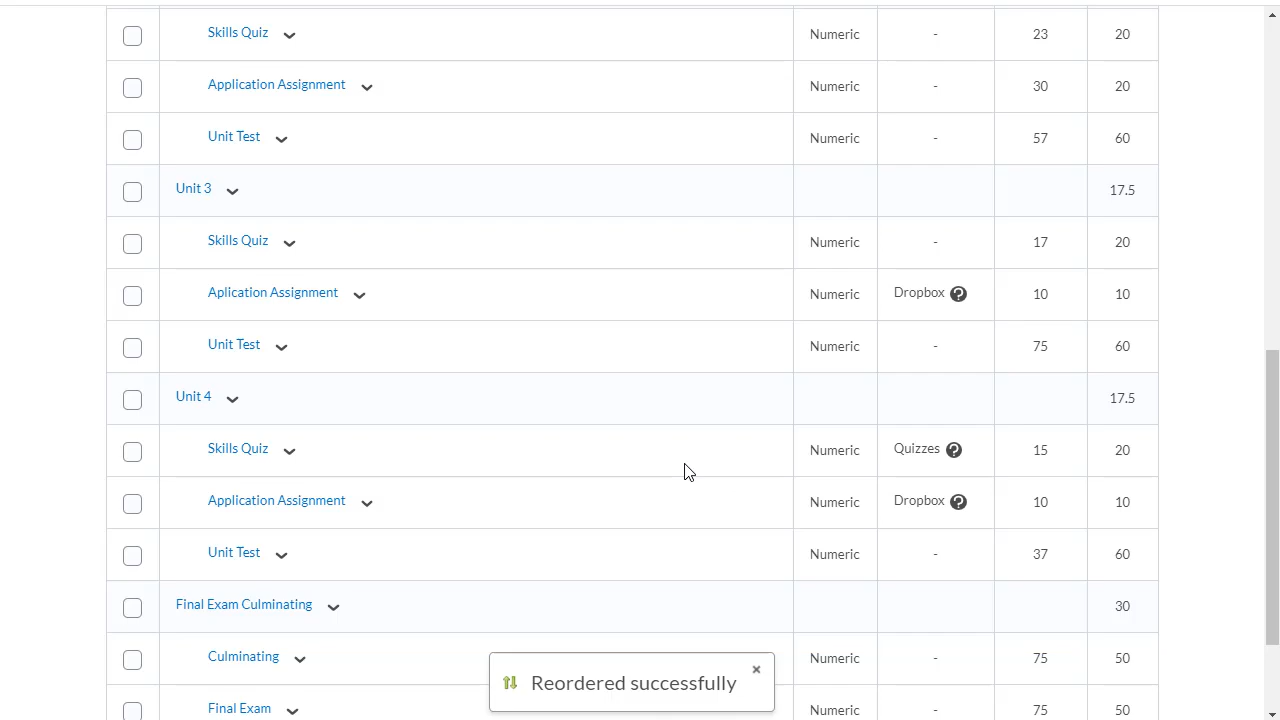 Skills Quiz Numeric - 23 20
Application Assignment Numeric - 30 20
Unit Test Numeric - 57 60
Unit 3 17.5
Skills Quiz Numeric - 17 20
Aplication Assignment Numeric Dropbox ? 10 10
Unit Test Numeric - 75 60
Unit 4 17.5
Skills Quiz Numeric Quizzes ? 15 20
Application Assignment Numeric Dropbox ? 10 10
Unit Test Numeric - 37 60
Final Exam Culminating 30
Culminating Numeric - 75 50
Reordered successfully ×
Final Exam Numeric - 75 50